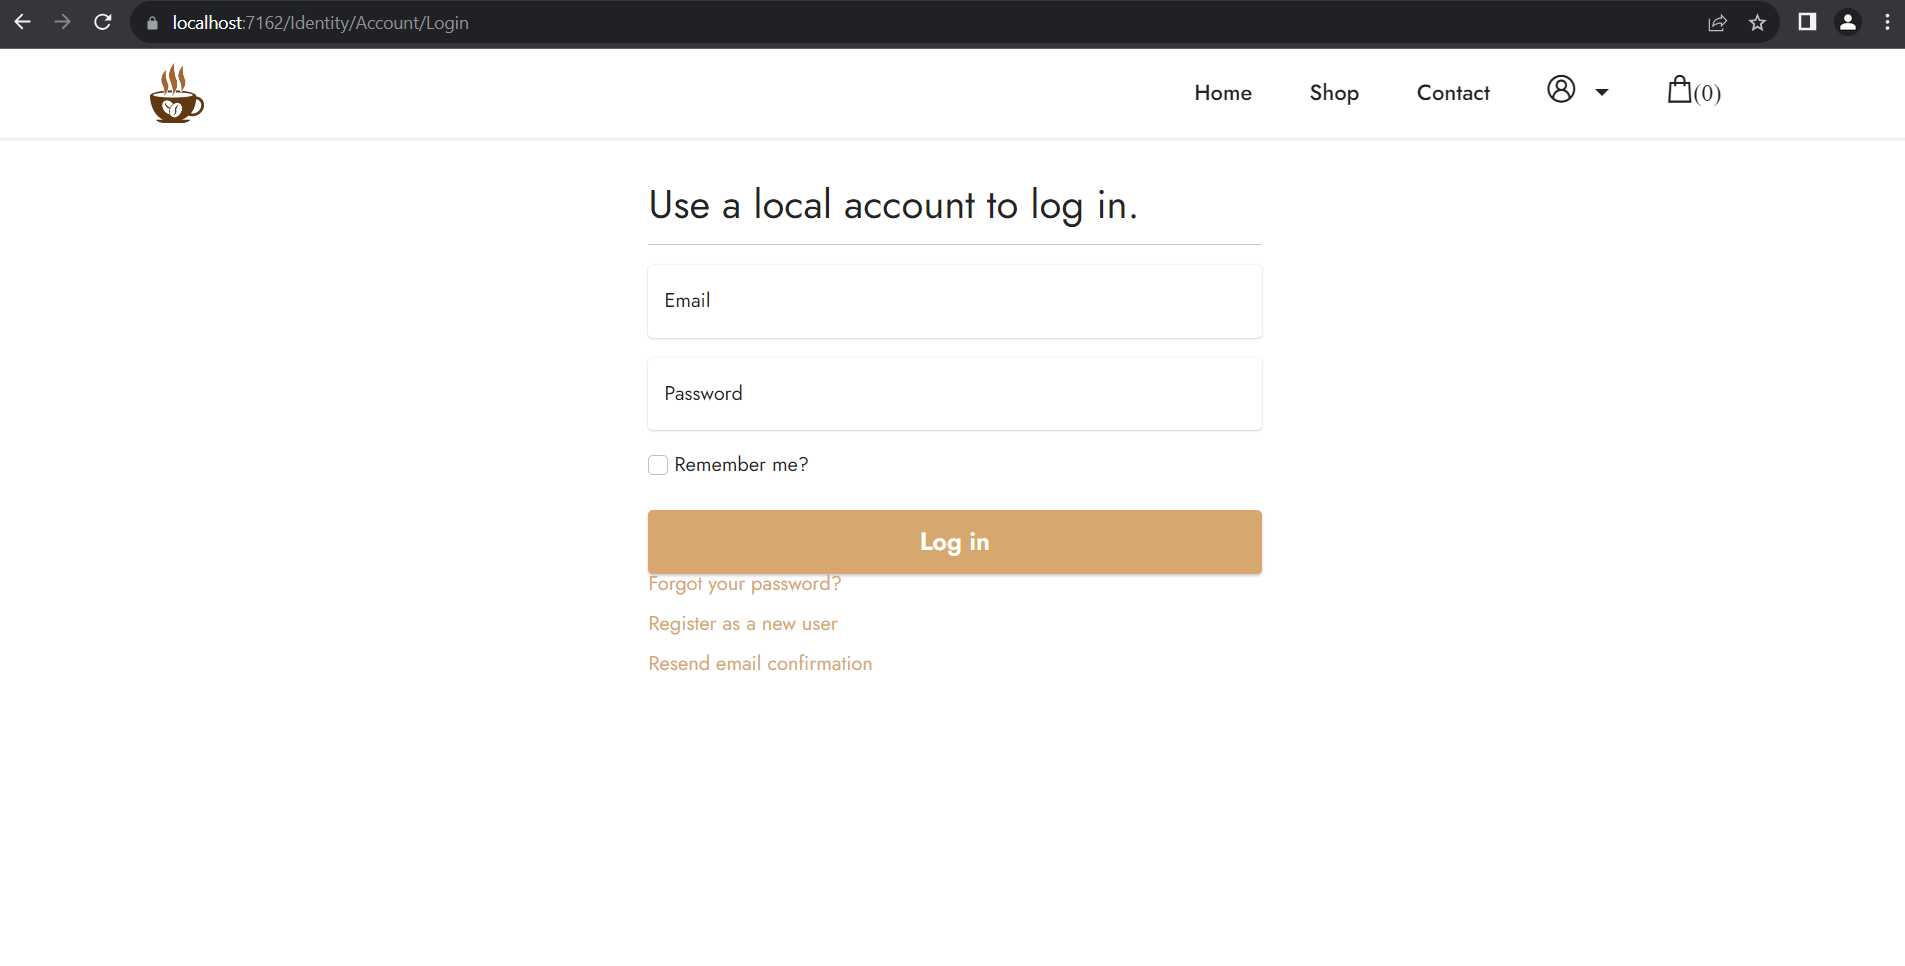 localhost:7162/Identity/Account/Login
Home Shop Contact (0)
Use a local account to log in.
Email
Password
Remember me?
Log in
Forgot your password?
Register as a new user
Resend email confirmation